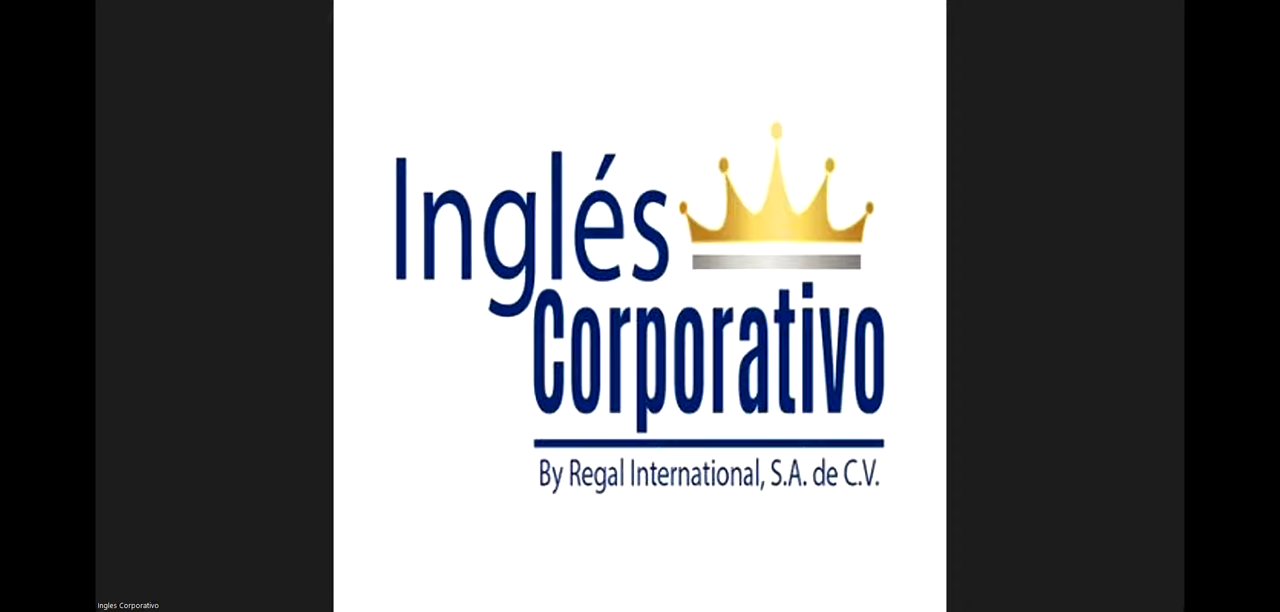 Inglés
Corporativo
By Regal International, S.A. de C.V.
Ingles Corporativo